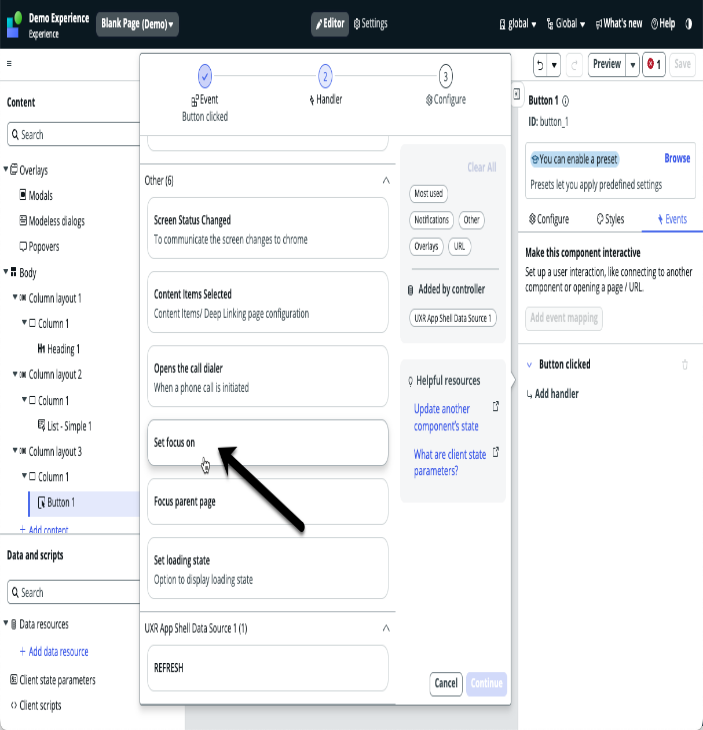 Demo Experience
Experience
Blank Page (Demo)
Editor
Settings
global
Global
What's new
Help
Preview
1
Save
Content
Search
Overlays
Modals
Modeless dialogs
Popovers
Body
Column layout 1
Column 1
Heading 1
Column layout 2
Column 1
List - Simple 1
Column layout 3
Column 1
Button 1
+ Add content
Data and scripts
Search
Data resources
+ Add data resource
Client state parameters
Client scripts
Event
Button clicked
2
Handler
3
Configure
Other (6)
Screen Status Changed
To communicate the screen changes to chrome
Content Items Selected
Content Items/ Deep Linking page configuration
Opens the call dialer
When a phone call is initiated
Set focus on
Focus parent page
Set loading state
Option to display loading state
UXR App Shell Data Source 1 (1)
REFRESH
Clear All
Most used
Notifications
Other
Overlays
URL
Added by controller
UXR App Shell Data Source 1
Helpful resources
Update another
component's state
What are client state
parameters?
Cancel
Continue
Button 1
ID: button_1
You can enable a preset
Browse
Presets let you apply predefined settings
Configure
Styles
Events
Make this component interactive
Set up a user interaction, like connecting to another
component or opening a page / URL.
Add event mapping
Button clicked
Add handler